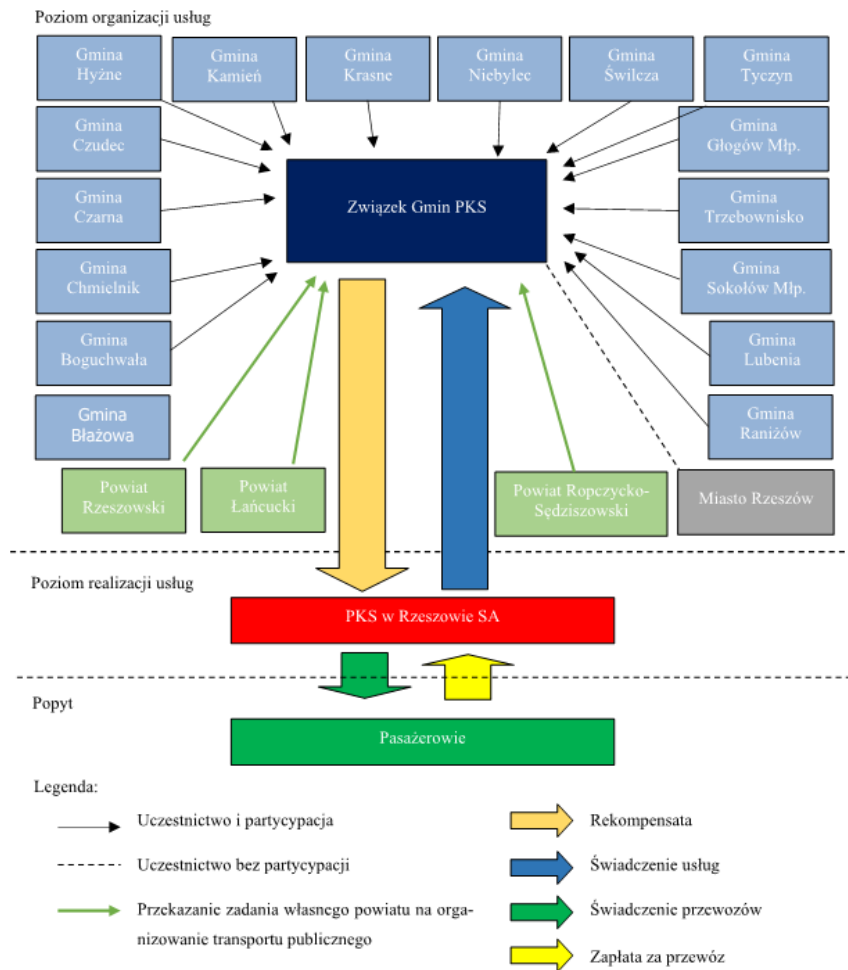 Poziom organizacji usług
Gmina
Hyżne
Gmina
Kamień
Gmina
Krasne
Gmina
Niebylec
Gmina
Świlcza
Gmina
Tyczyn
Gmina
Czudec
Gmina
Głogów Młp.
Związek Gmin PKS
Gmina
Czarna
Gmina
Trzebownisko
Gmina
Chmielnik
Gmina
Sokołów Młp.
Gmina
Boguchwała
Gmina
Lubenia
Gmina
Błażowa
Gmina
Raniżów
Powiat
Rzeszowski
Powiat
Łańcucki
Powiat Ropczycko-
Sędziszowski
Miasto Rzeszów
Poziom realizacji usług
PKS w Rzeszowie SA
Popyt
Pasażerowie
Legenda:
Uczestnictwo i partycypacja
Uczestnictwo bez partycypacji
Przekazanie zadania własnego powiatu na orga-
nizowanie transportu publicznego
Rekompensata
Świadczenie usług
Świadczenie przewozów
Zapłata za przewóz